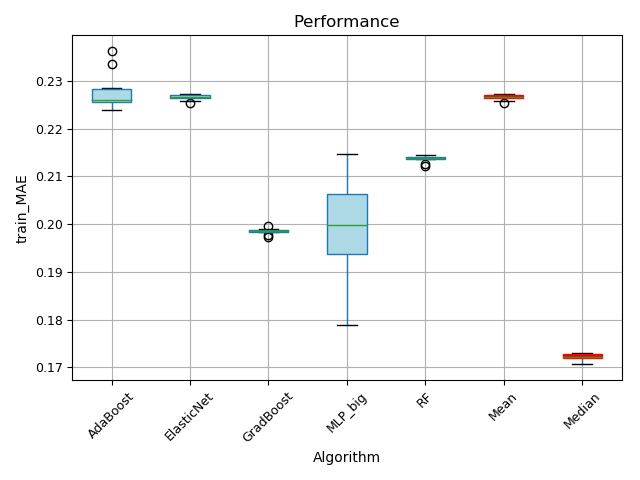 Performance
train_MAE
0.23
0.22
0.21
0.20
0.19
0.18
0.17
AdaBoost
ElasticNet
GradBoost
MLP_big
RF
Mean
Median
Algorithm